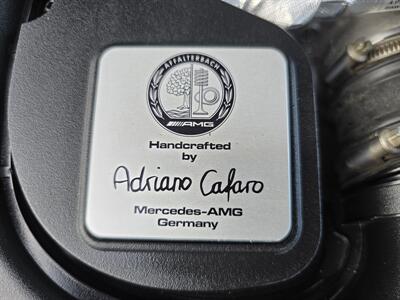 AFFALTERBACH
AMG
Handcrafted
by
Adriano Cafaro
Mercedes-AMG
Germany